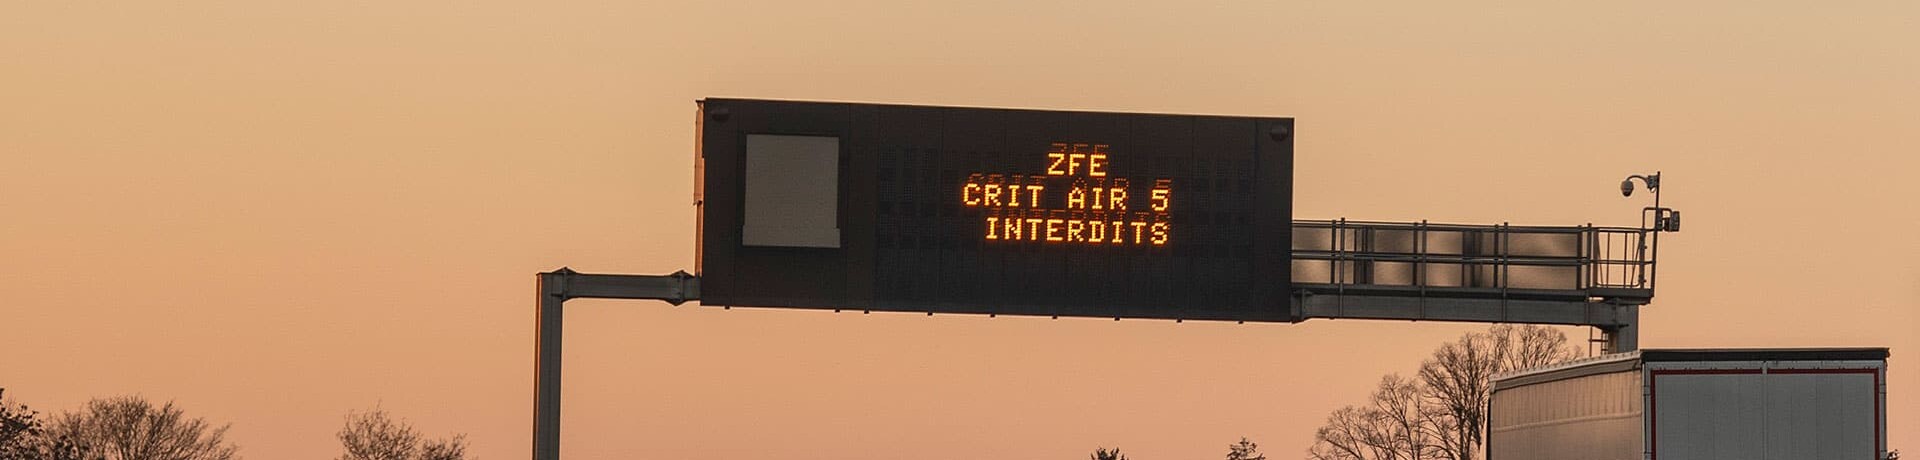 ZFE
CRIT AIR 5
INTERDITS